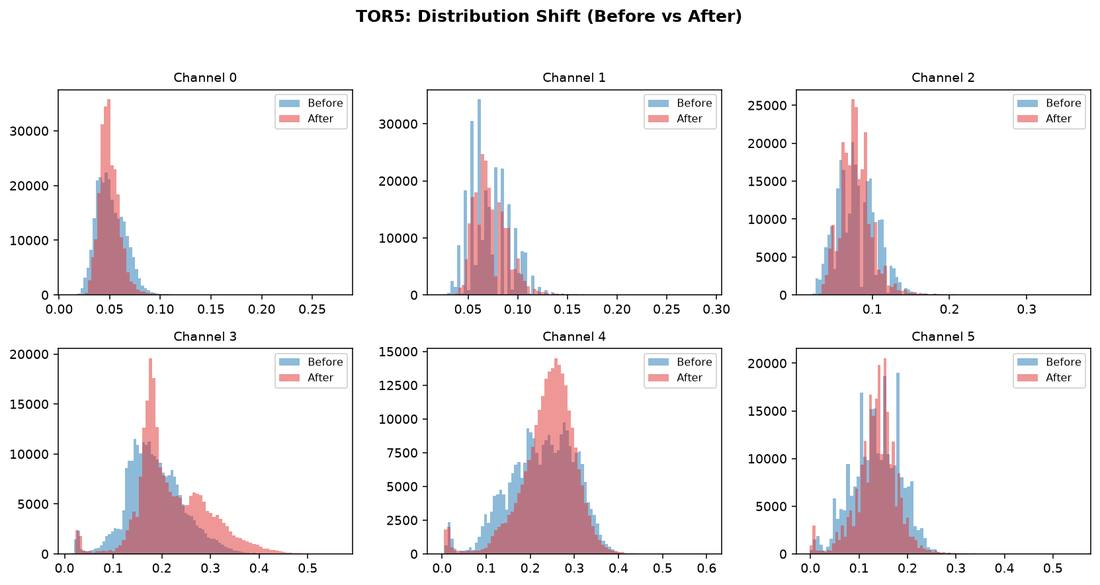 TOR5: Distribution Shift (Before vs After)
Channel 0
Before
After
30000
20000
10000
0
0.00 0.05 0.10 0.15 0.20 0.25
Channel 1
Before
After
30000
20000
10000
0
0.05 0.10 0.15 0.20 0.25 0.30
Channel 2
Before
After
25000
20000
15000
10000
5000
0
0.1 0.2 0.3
Channel 3
Before
After
20000
15000
10000
5000
0
0.0 0.1 0.2 0.3 0.4 0.5
Channel 4
Before
After
15000
12500
10000
7500
5000
2500
0
0.0 0.1 0.2 0.3 0.4 0.5 0.6
Channel 5
Before
After
20000
15000
10000
5000
0
0.0 0.1 0.2 0.3 0.4 0.5